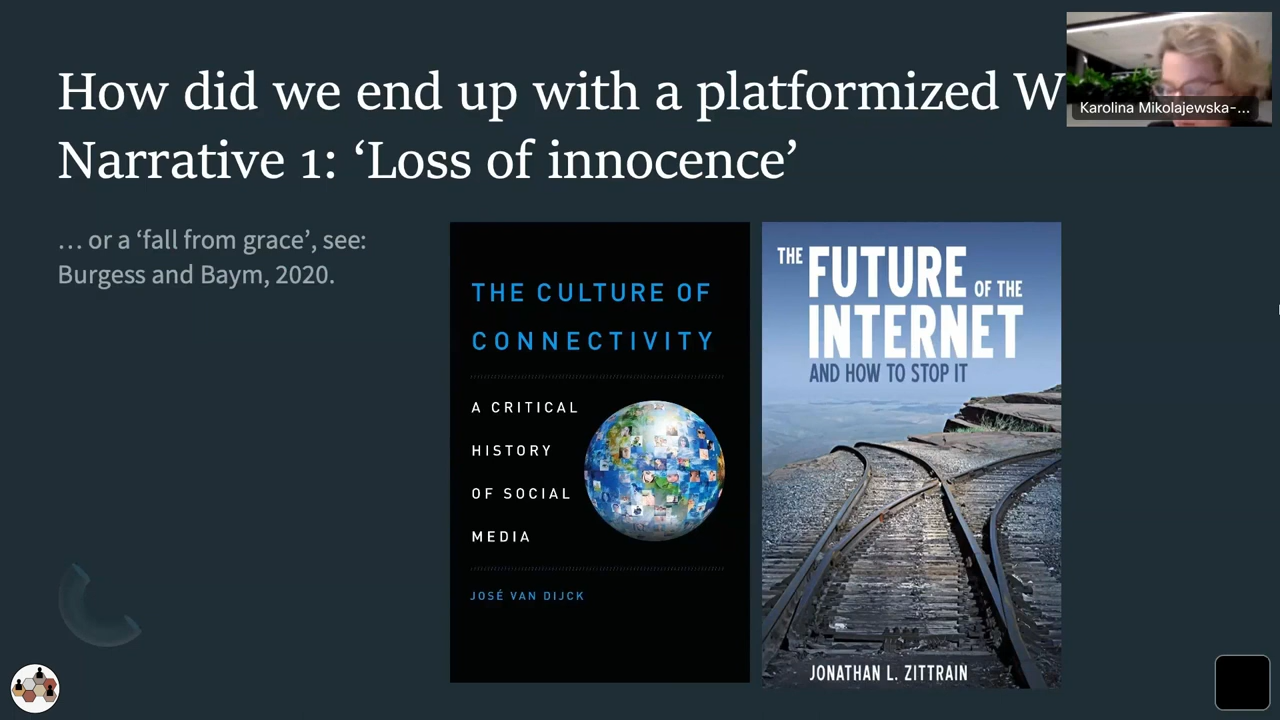 How did we end up with a platformized W
Narrative 1: ‘Loss of innocence’
Karolina Mikolajewska-...
… or a ‘fall from grace’, see:
Burgess and Baym, 2020.
THE CULTURE OF
CONNECTIVITY
A CRITICAL
HISTORY
OF SOCIAL
MEDIA
JOSÉ VAN DIJCK
THE FUTURE OF THE
INTERNET
AND HOW TO STOP IT
JONATHAN L. ZITTRAIN